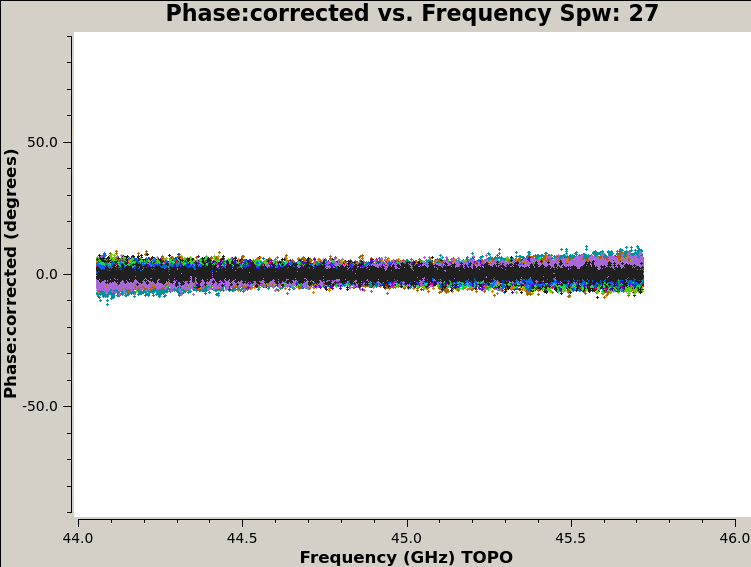 Phase:corrected vs. Frequency Spw: 27
Phase:corrected (degrees)
50.0
0.0
-50.0
44.0 44.5 45.0 45.5 46.0
Frequency (GHz) TOPO